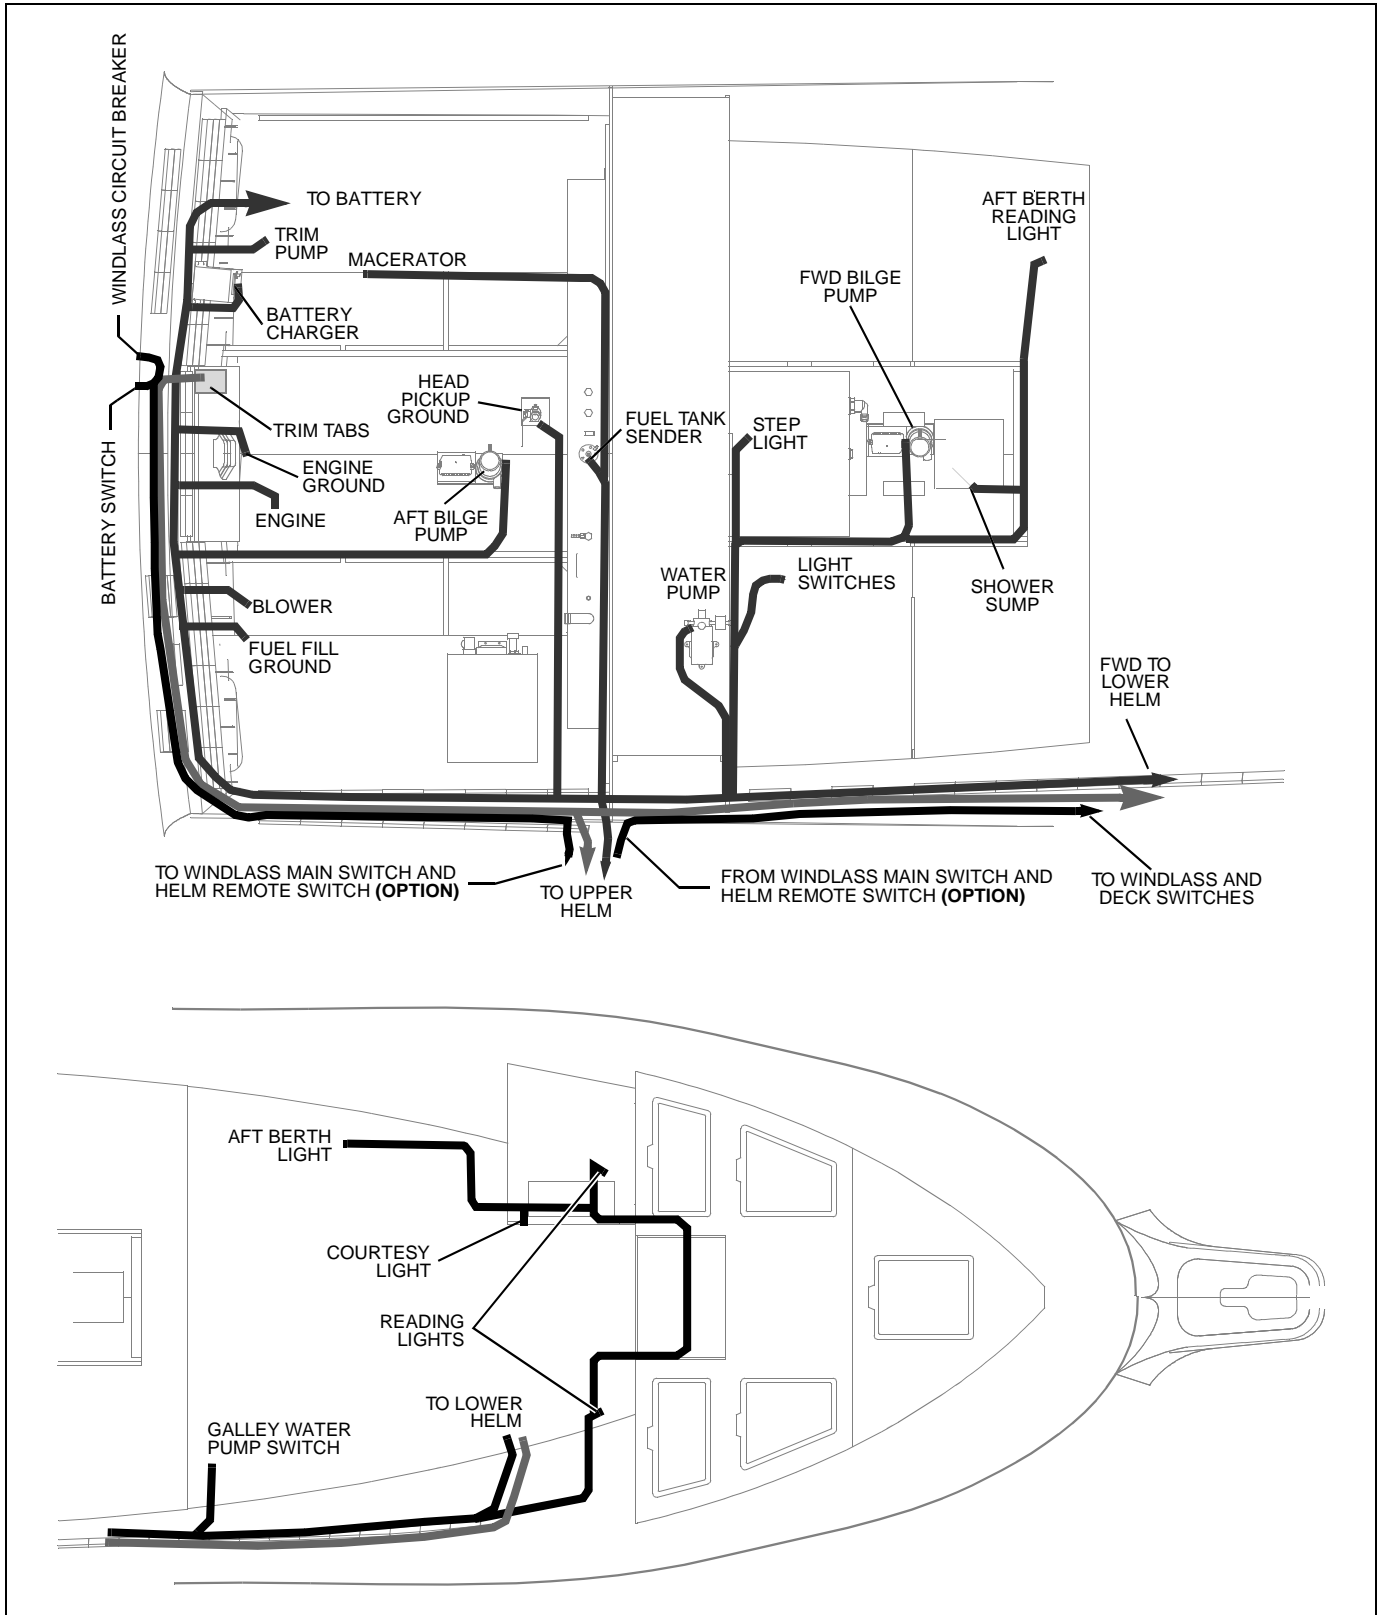 WINDLASS CIRCUIT BREAKER
TO BATTERY
TRIM
PUMP
MACERATOR
BATTERY
CHARGER
AFT BERTH
READING
LIGHT
FWD BILGE
PUMP
HEAD
PICKUP
GROUND
FUEL TANK
SENDER
STEP
LIGHT
TRIM TABS
BATTERY SWITCH
ENGINE
GROUND
ENGINE
AFT BILGE
PUMP
WATER
PUMP
LIGHT
SWITCHES
SHOWER
SUMP
BLOWER
FUEL FILL
GROUND
FWD TO
LOWER
HELM
TO WINDLASS MAIN SWITCH AND
HELM REMOTE SWITCH (OPTION)
TO UPPER
HELM
FROM WINDLASS MAIN SWITCH AND
HELM REMOTE SWITCH (OPTION)
TO WINDLASS AND
DECK SWITCHES
AFT BERTH
LIGHT
COURTESY
LIGHT
READING
LIGHTS
TO LOWER
HELM
GALLEY WATER
PUMP SWITCH